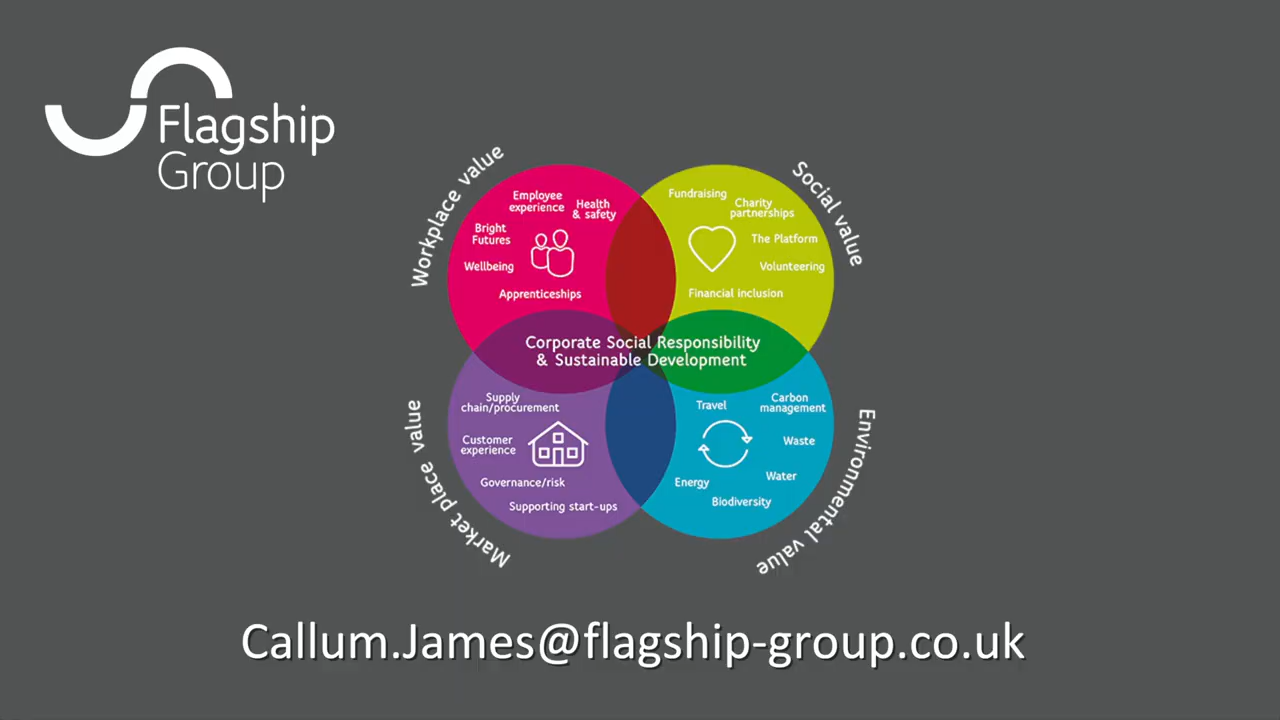 Flagship
Group
Workplace value
Employee
experience
Health
& safety
Bright
Futures
Wellbeing
Apprenticeships
Social value
Fundraising
Charity
partnerships
The Platform
Volunteering
Financial inclusion
Corporate Social Responsibility
& Sustainable Development
Market place value
Supply
chain/procurement
Customer
experience
Governance/risk
Supporting start-ups
Environmental value
Travel
Carbon
management
Waste
Water
Energy
Biodiversity
Callum.James@flagship-group.co.uk